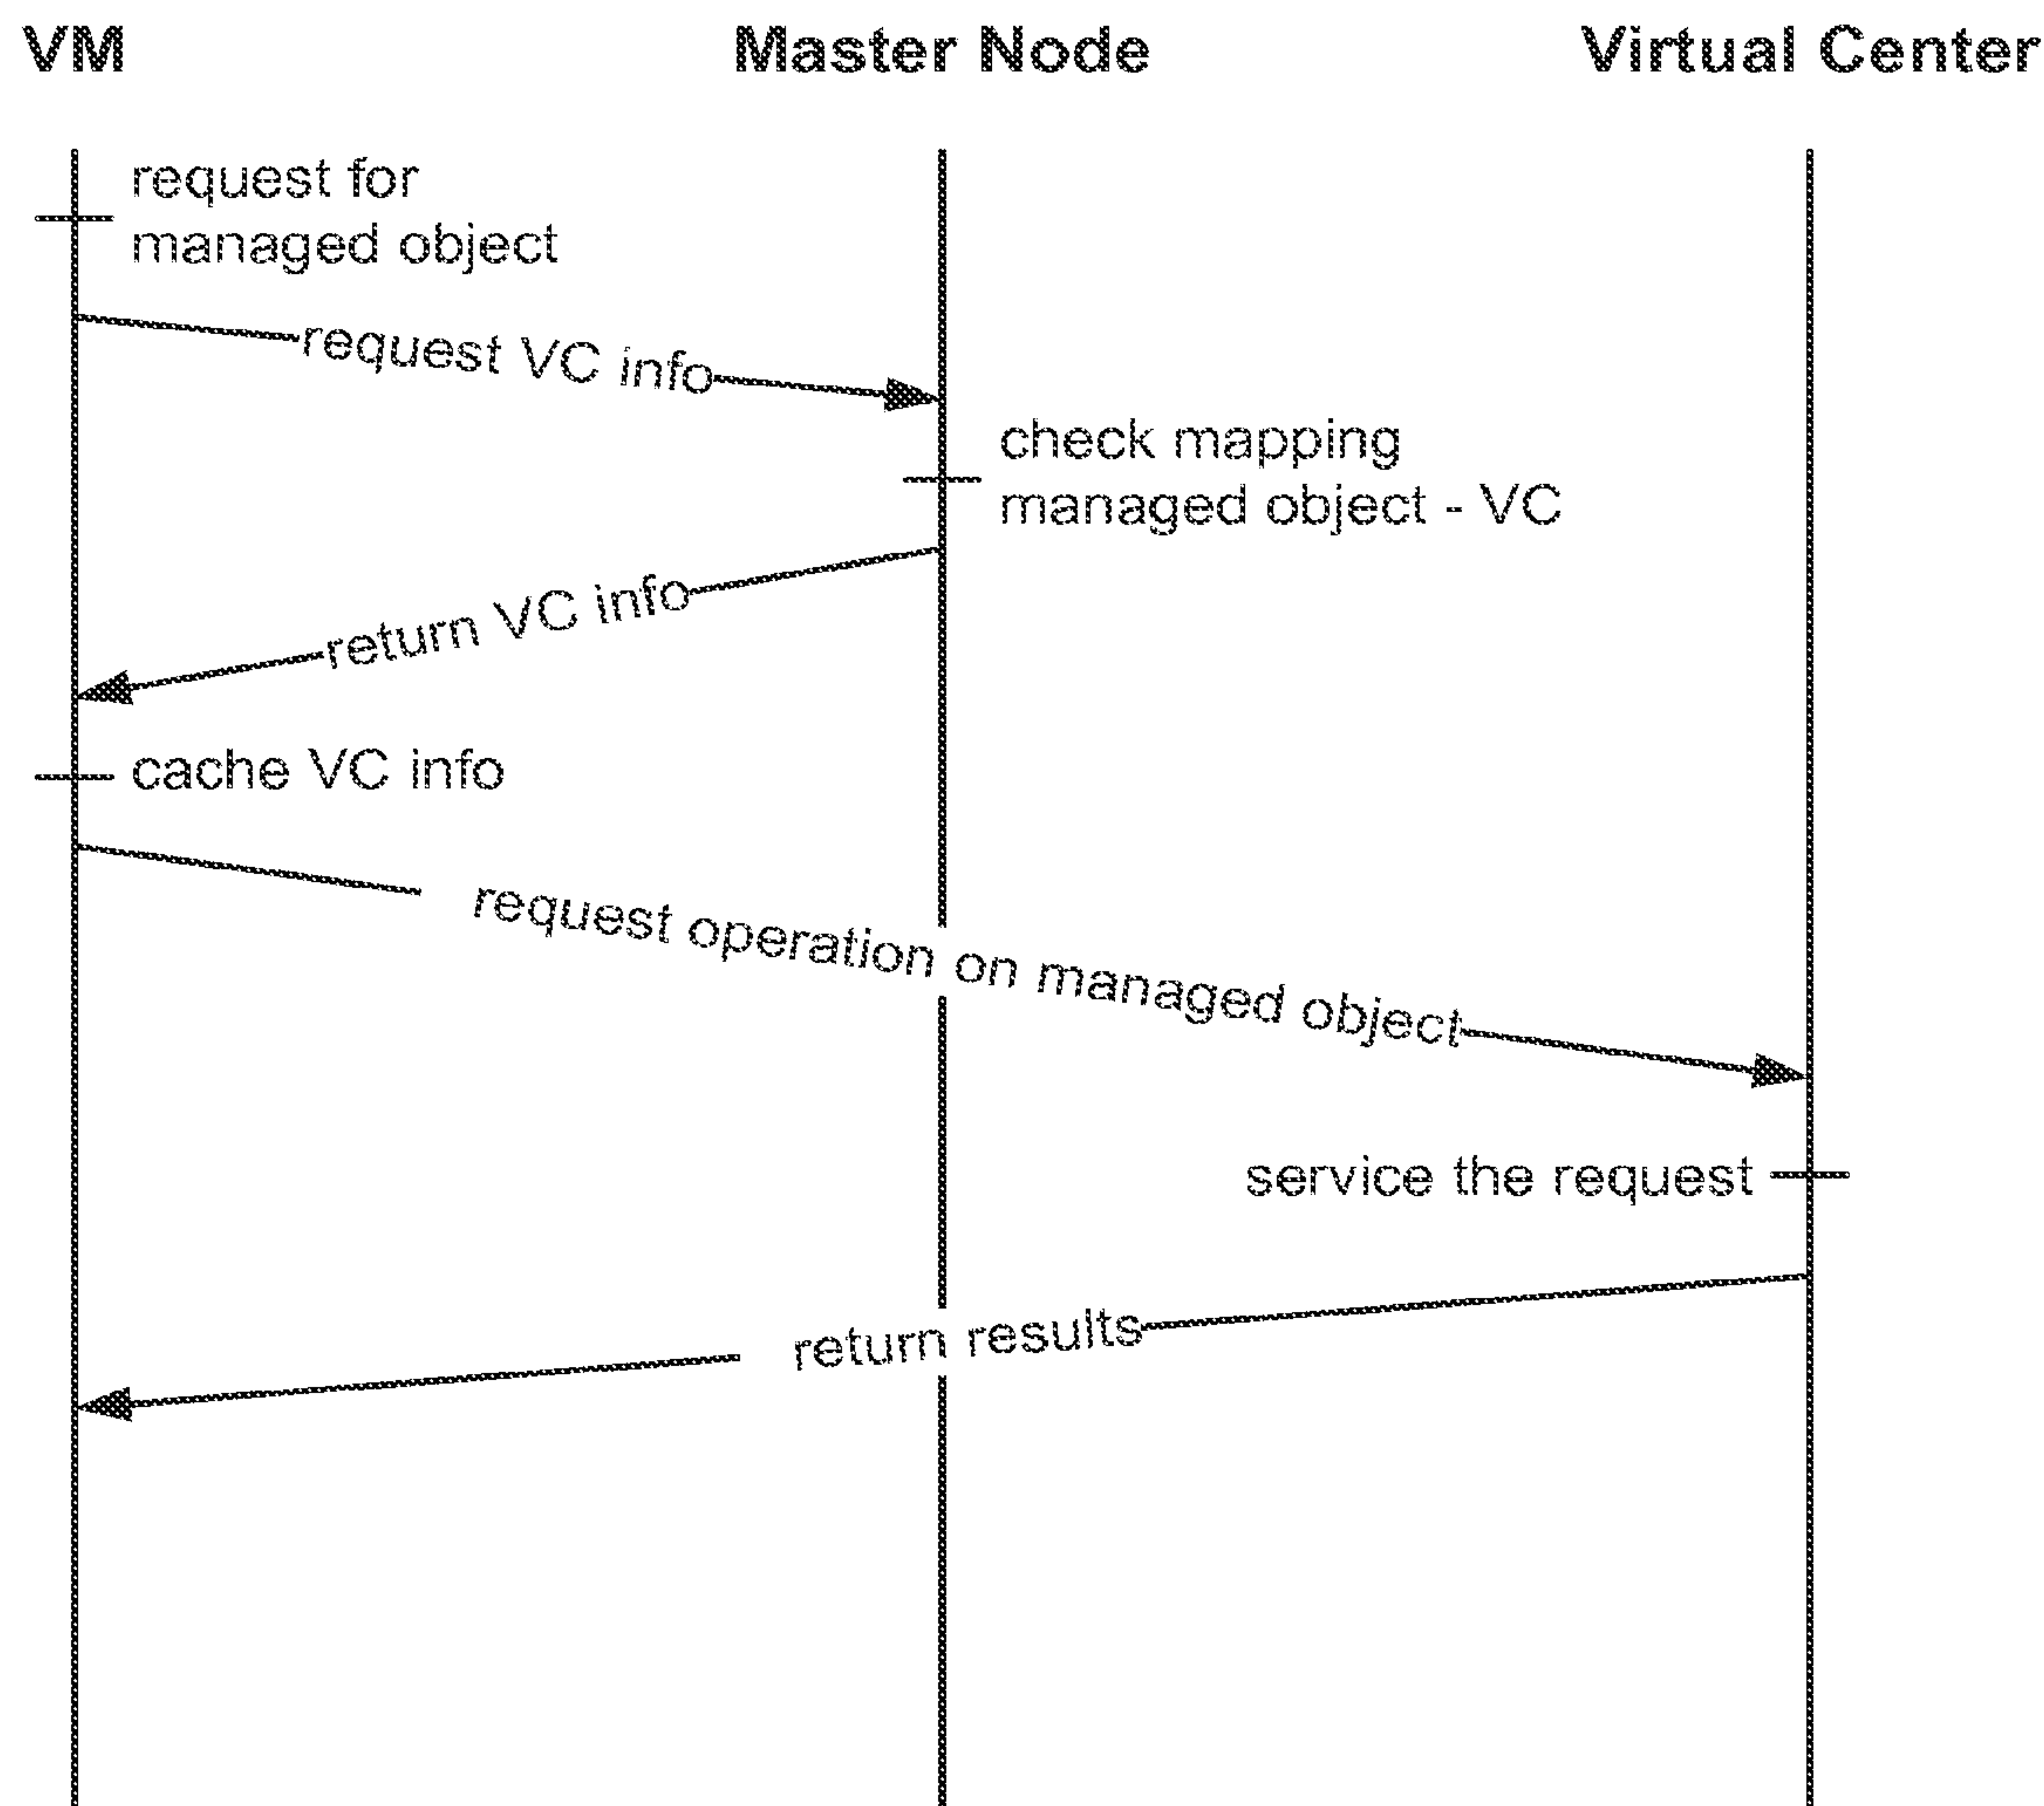 VM Master Node Virtual Center
request for
managed object
request VC info
check mapping
managed object - VC
return VC info
cache VC info
request operation on managed object
service the request
return results